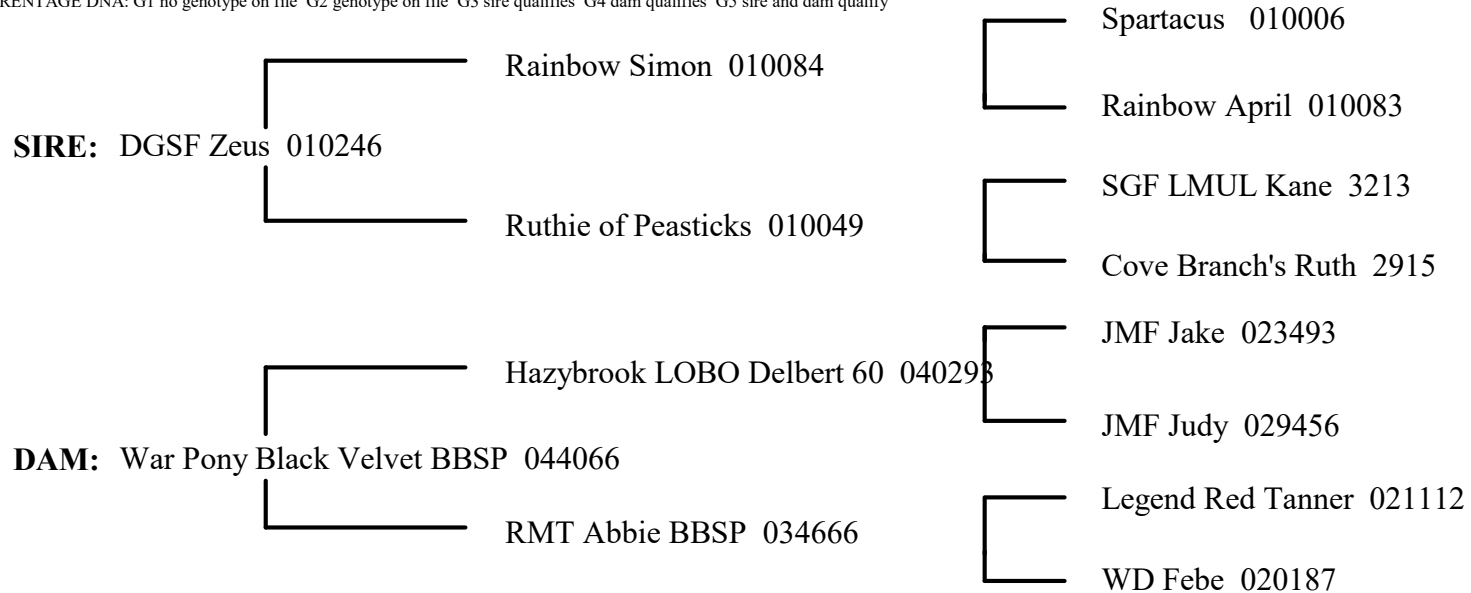 RENTAGE DNA: G1 no genotype on file G2 genotype on file G3 sire qualifies G4 dam qualifies G5 sire and dam qualify
Spartacus 010006
Rainbow Simon 010084
Rainbow April 010083
SIRE: DGSF Zeus 010246
SGF LMUL Kane 3213
Ruthie of Peasticks 010049
Cove Branch's Ruth 2915
JMF Jake 023493
Hazybrook LOBO Delbert 60 040293
JMF Judy 029456
DAM: War Pony Black Velvet BBSP 044066
Legend Red Tanner 021112
RMT Abbie BBSP 034666
WD Febe 020187